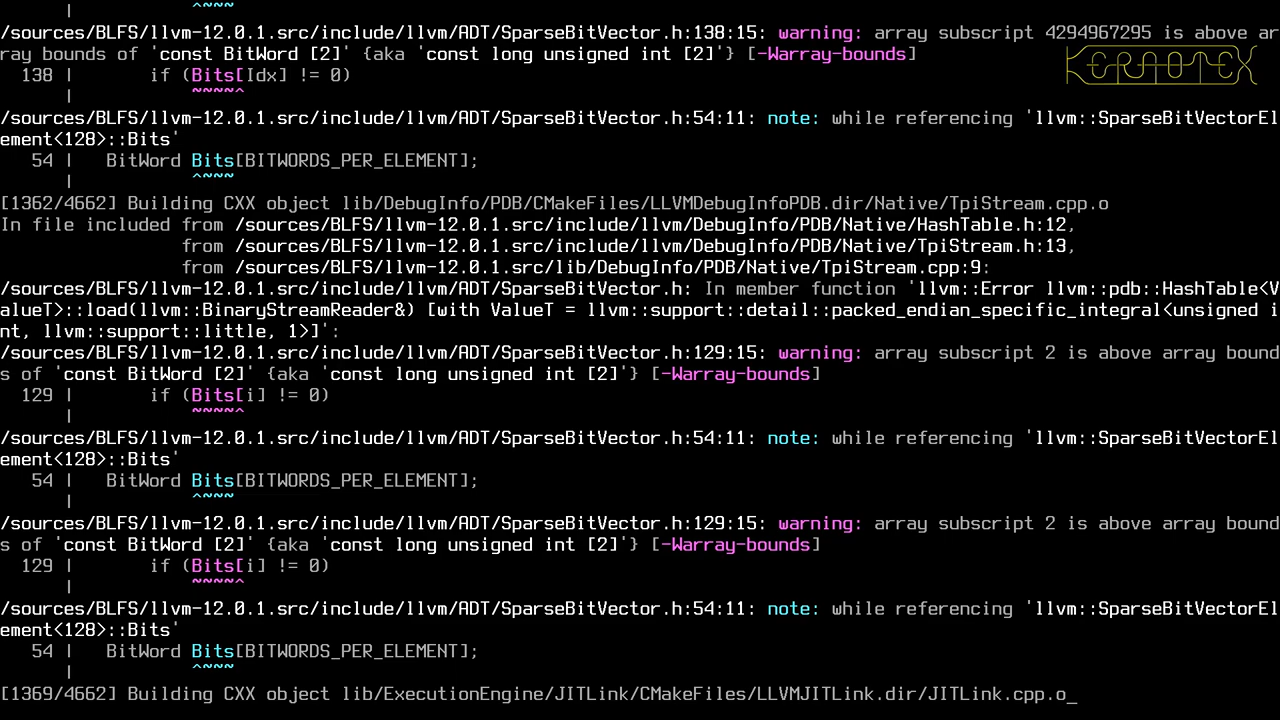 |           ^~~~
/sources/BLFS/llvm-12.0.1.src/include/llvm/ADT/SparseBitVector.h:138:15: warning: array subscript 4294967295 is above ar
ray bounds of 'const BitWord [2]' {aka 'const long unsigned int [2]'} [-Warray-bounds]
  138 |       if (Bits[Idx] != 0)
      |           ~~~~^
/sources/BLFS/llvm-12.0.1.src/include/llvm/ADT/SparseBitVector.h:54:11: note: while referencing 'llvm::SparseBitVectorEl
ement<128>::Bits'
   54 |   BitWord Bits[BITWORDS_PER_ELEMENT];
      |           ^~~~
[1362/4662] Building CXX object lib/DebugInfo/PDB/CMakeFiles/LLVMDebugInfoPDB.dir/Native/TpiStream.cpp.o
In file included from /sources/BLFS/llvm-12.0.1.src/include/llvm/DebugInfo/PDB/Native/HashTable.h:12,
                 from /sources/BLFS/llvm-12.0.1.src/include/llvm/DebugInfo/PDB/Native/TpiStream.h:13,
                 from /sources/BLFS/llvm-12.0.1.src/lib/DebugInfo/PDB/Native/TpiStream.cpp:9:
/sources/BLFS/llvm-12.0.1.src/include/llvm/ADT/SparseBitVector.h: In member function 'llvm::Error llvm::pdb::HashTable<V
alueT>::load(llvm::BinaryStreamReader&) [with ValueT = llvm::support::detail::packed_endian_specific_integral<unsigned i
nt, llvm::support::little, 1>]':
/sources/BLFS/llvm-12.0.1.src/include/llvm/ADT/SparseBitVector.h:129:15: warning: array subscript 2 is above array bound
s of 'const BitWord [2]' {aka 'const long unsigned int [2]'} [-Warray-bounds]
  129 |       if (Bits[i] != 0)
      |           ~~~~^
/sources/BLFS/llvm-12.0.1.src/include/llvm/ADT/SparseBitVector.h:54:11: note: while referencing 'llvm::SparseBitVectorEl
ement<128>::Bits'
   54 |   BitWord Bits[BITWORDS_PER_ELEMENT];
      |           ^~~~
/sources/BLFS/llvm-12.0.1.src/include/llvm/ADT/SparseBitVector.h:129:15: warning: array subscript 2 is above array bound
s of 'const BitWord [2]' {aka 'const long unsigned int [2]'} [-Warray-bounds]
  129 |       if (Bits[i] != 0)
      |           ~~~~^
/sources/BLFS/llvm-12.0.1.src/include/llvm/ADT/SparseBitVector.h:54:11: note: while referencing 'llvm::SparseBitVectorEl
ement<128>::Bits'
   54 |   BitWord Bits[BITWORDS_PER_ELEMENT];
      |           ^~~~
[1369/4662] Building CXX object lib/ExecutionEngine/JITLink/CMakeFiles/LLVMJITLink.dir/JITLink.cpp.o_